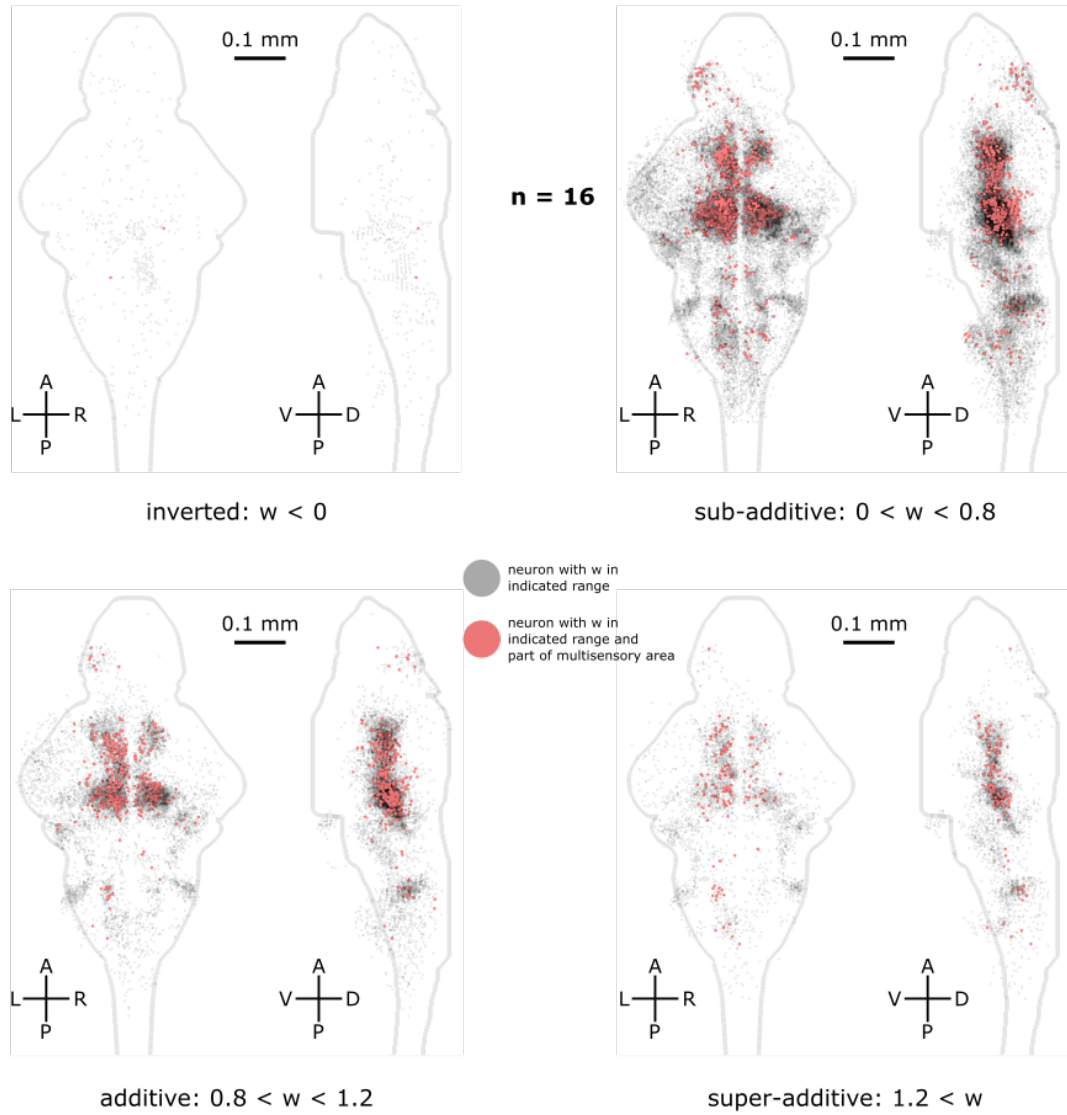 0.1 mm
0.1 mm
n = 16
A
L R
P
A
V D
P
A
L R
P
A
V D
P
inverted: w < 0
sub-additive: 0 < w < 0.8
neuron with w in
indicated range
neuron with w in
indicated range and
part of multisensory area
0.1 mm
0.1 mm
A
L R
P
A
V D
P
A
L R
P
A
V D
P
additive: 0.8 < w < 1.2
super-additive: 1.2 < w